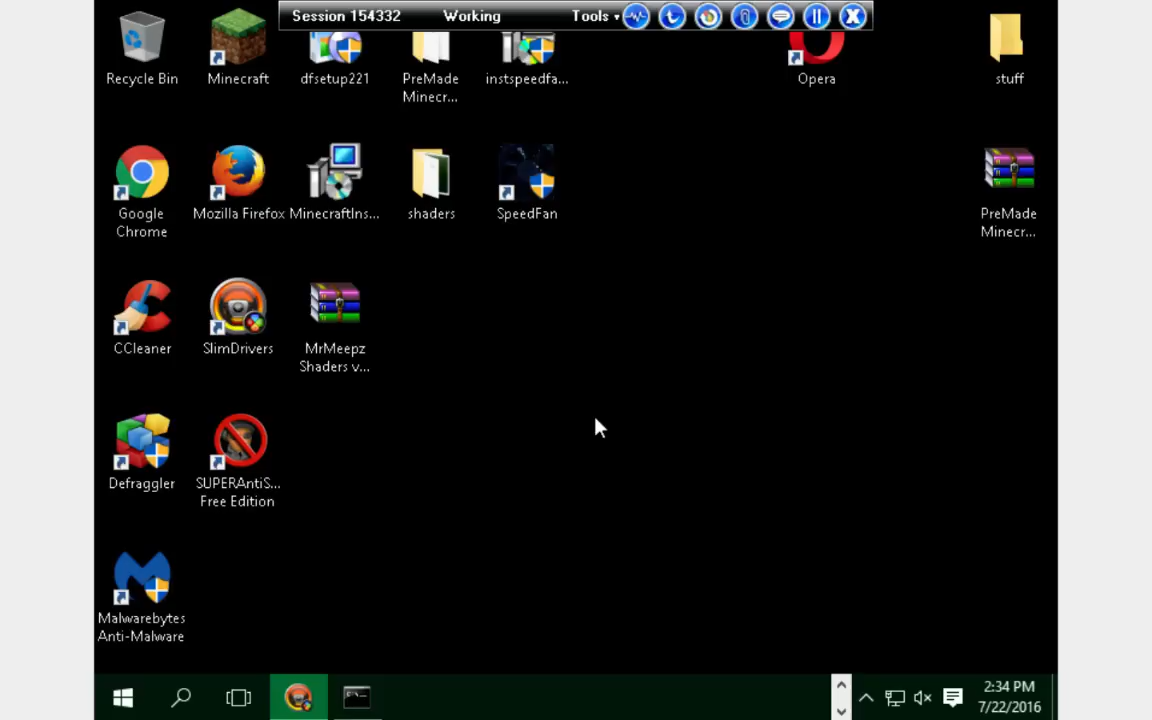 Session 154332 Working Tools
Recycle Bin
Minecraft
dfsetup221
PreMade
Minecr...
instspeedfa...
Opera
stuff
Google
Chrome
Mozilla Firefox
MinecraftIns...
shaders
SpeedFan
PreMade
Minecr...
CCleaner
SlimDrivers
MrMeepz
Shaders v...
Defraggler
SUPERAntiS...
Free Edition
Malwarebytes
Anti-Malware
2:34 PM
7/22/2016